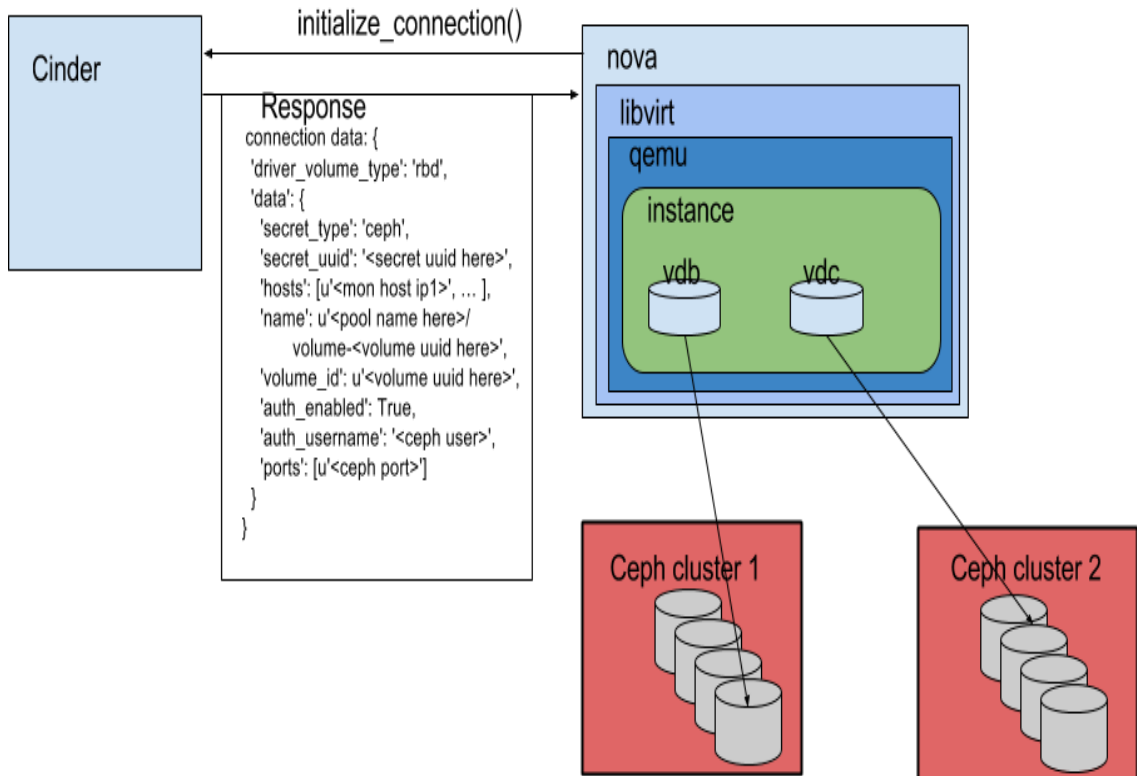 initialize_connection()
Cinder
Response
connection data: {
'driver_volume_type': 'rbd',
'data': {
'secret_type': 'ceph',
'secret_uuid': '<secret uuid here>',
'hosts': [u'<mon host ip1>', … ],
'name': u'<pool name here>/
volume-<volume uuid here>',
'volume_id': u'<volume uuid here>',
'auth_enabled': True,
'auth_username': '<ceph user>',
'ports': [u'<ceph port>']
}
}
nova
libvirt
qemu
instance
vdb
vdc
Ceph cluster 1
Ceph cluster 2